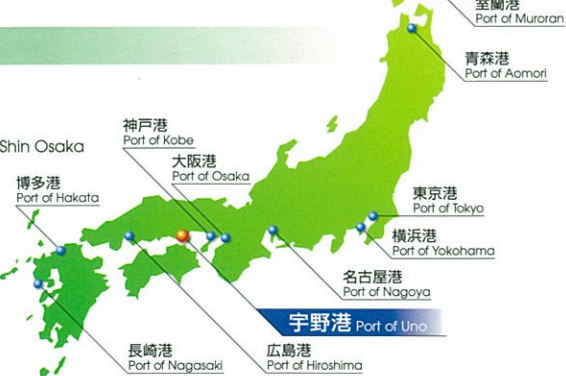 室蘭港
Port of Muroran
青森港
Port of Aomori
神戸港
Port of Kobe
Shin Osaka
大阪港
Port of Osaka
博多港
Port of Hakata
東京港
Port of Tokyo
横浜港
Port of Yokohama
名古屋港
Port of Nagoya
宇野港 Port of Uno
長崎港
Port of Nagasaki
広島港
Port of Hiroshima